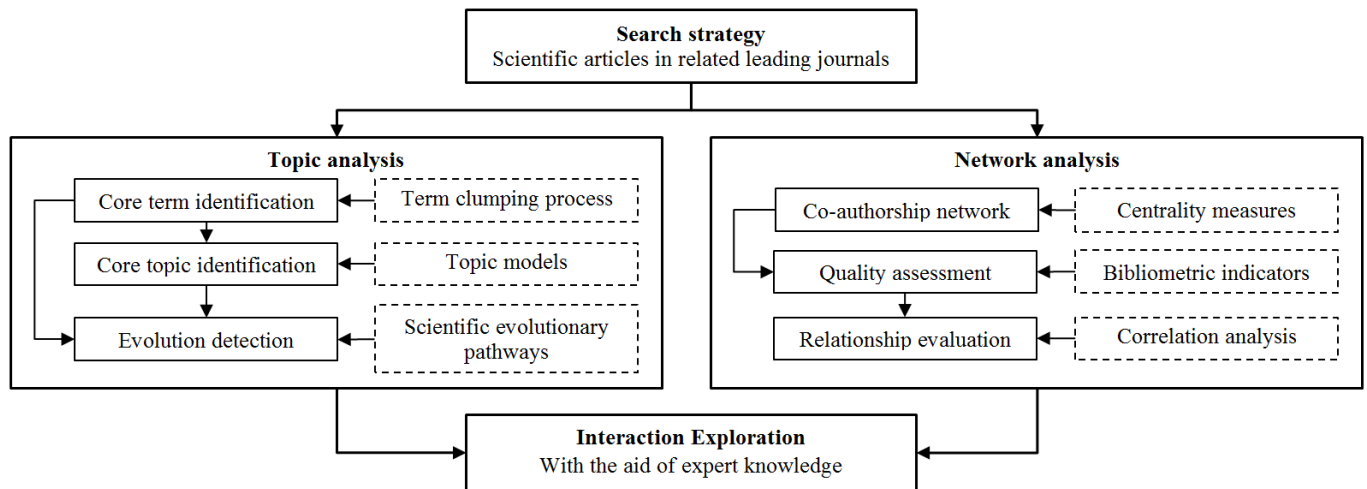 Search strategy
Scientific articles in related leading journals
Topic analysis
Core term identification
Term clumping process
Core topic identification
Topic models
Evolution detection
Scientific evolutionary
pathways
Network analysis
Co-authorship network
Centrality measures
Quality assessment
Bibliometric indicators
Relationship evaluation
Correlation analysis
Interaction Exploration
With the aid of expert knowledge